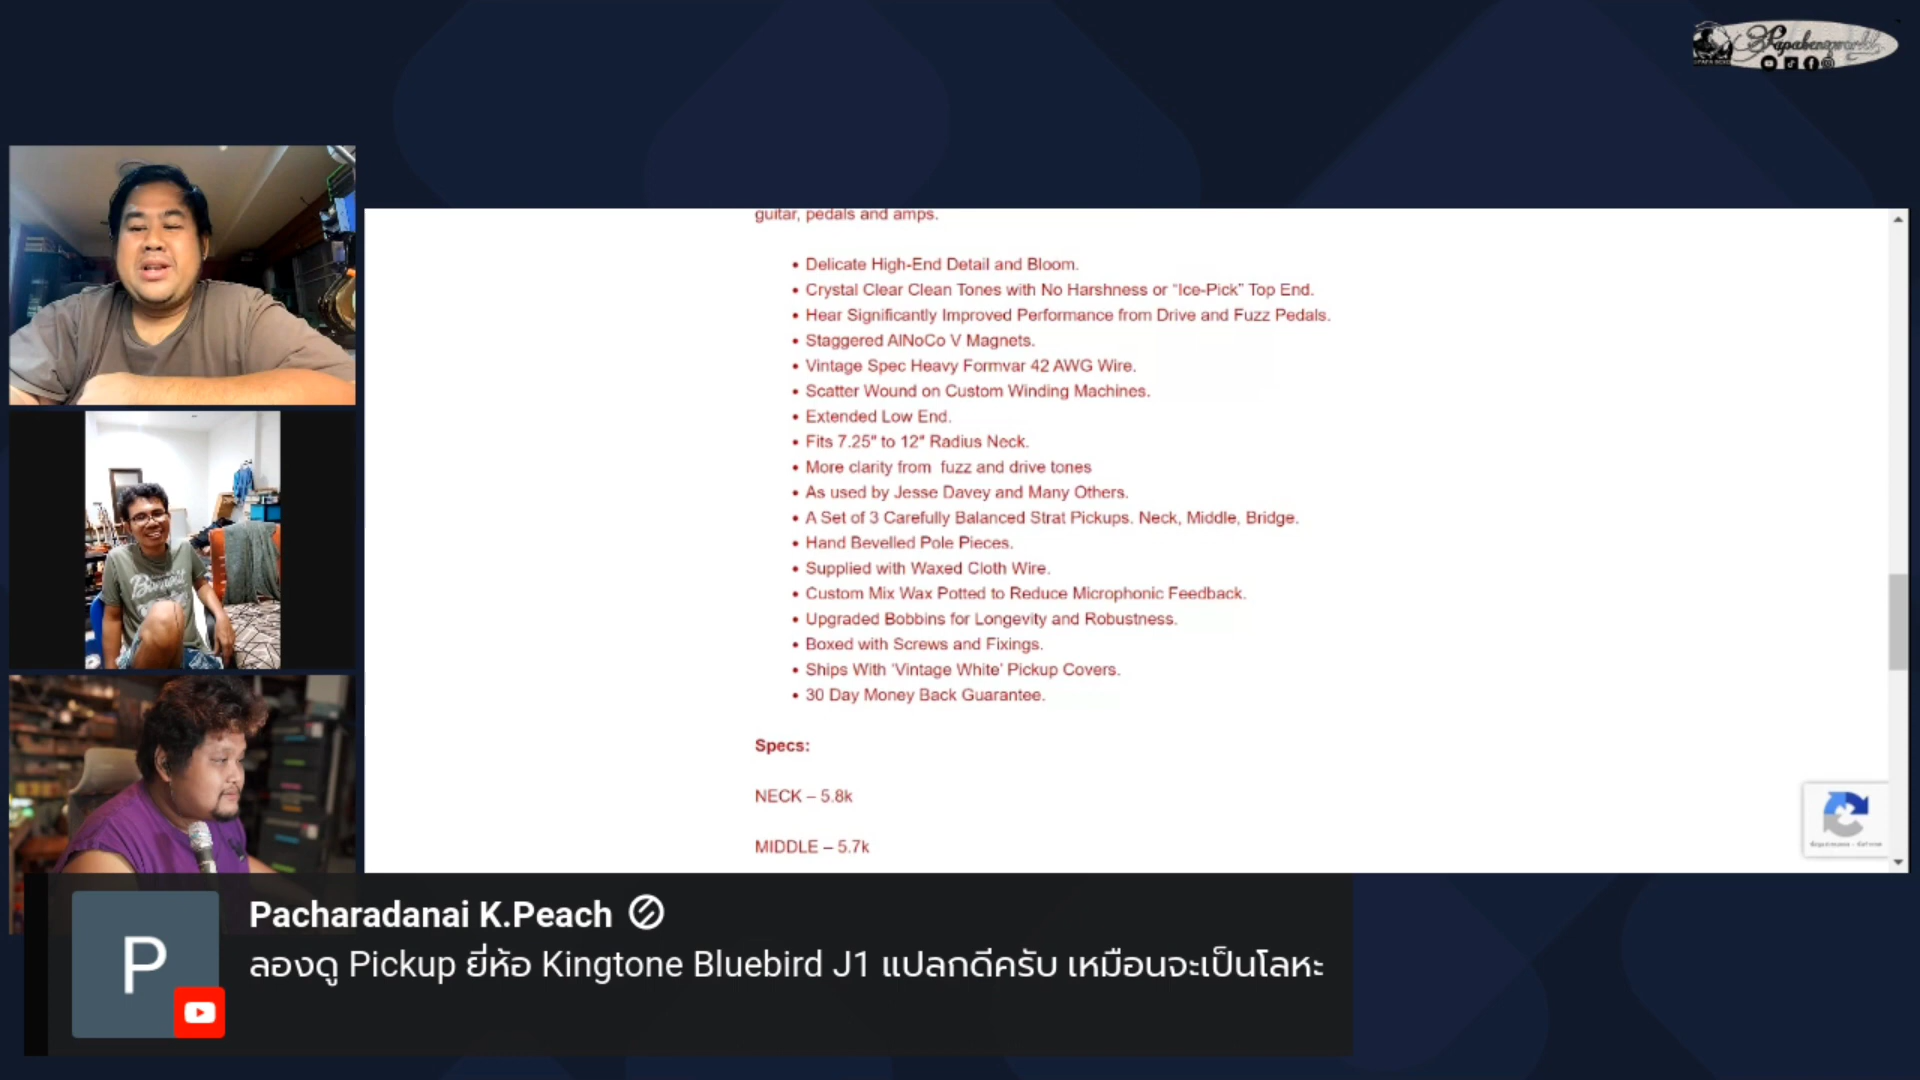 Papabenzworld
guitar, pedals and amps.
• Delicate High-End Detail and Bloom.
• Crystal Clear Clean Tones with No Harshness or “Ice-Pick” Top End.
• Hear Significantly Improved Performance from Drive and Fuzz Pedals.
• Staggered AlNoCo V Magnets.
• Vintage Spec Heavy Formvar 42 AWG Wire.
• Scatter Wound on Custom Winding Machines.
• Extended Low End.
• Fits 7.25″ to 12″ Radius Neck.
• More clarity from fuzz and drive tones
• As used by Jesse Davey and Many Others.
• A Set of 3 Carefully Balanced Strat Pickups. Neck, Middle, Bridge.
• Hand Bevelled Pole Pieces.
• Supplied with Waxed Cloth Wire.
• Custom Mix Wax Potted to Reduce Microphonic Feedback.
• Upgraded Bobbins for Longevity and Robustness.
• Boxed with Screws and Fixings.
• Ships With ‘Vintage White’ Pickup Covers.
• 30 Day Money Back Guarantee.
Specs:
NECK – 5.8k
MIDDLE – 5.7k
P
Pacharadanai K.Peach
ลองดู Pickup ยี่ห้อ Kingtone Bluebird J1 แปลกดีครับ เหมือนจะเป็นโลหะ